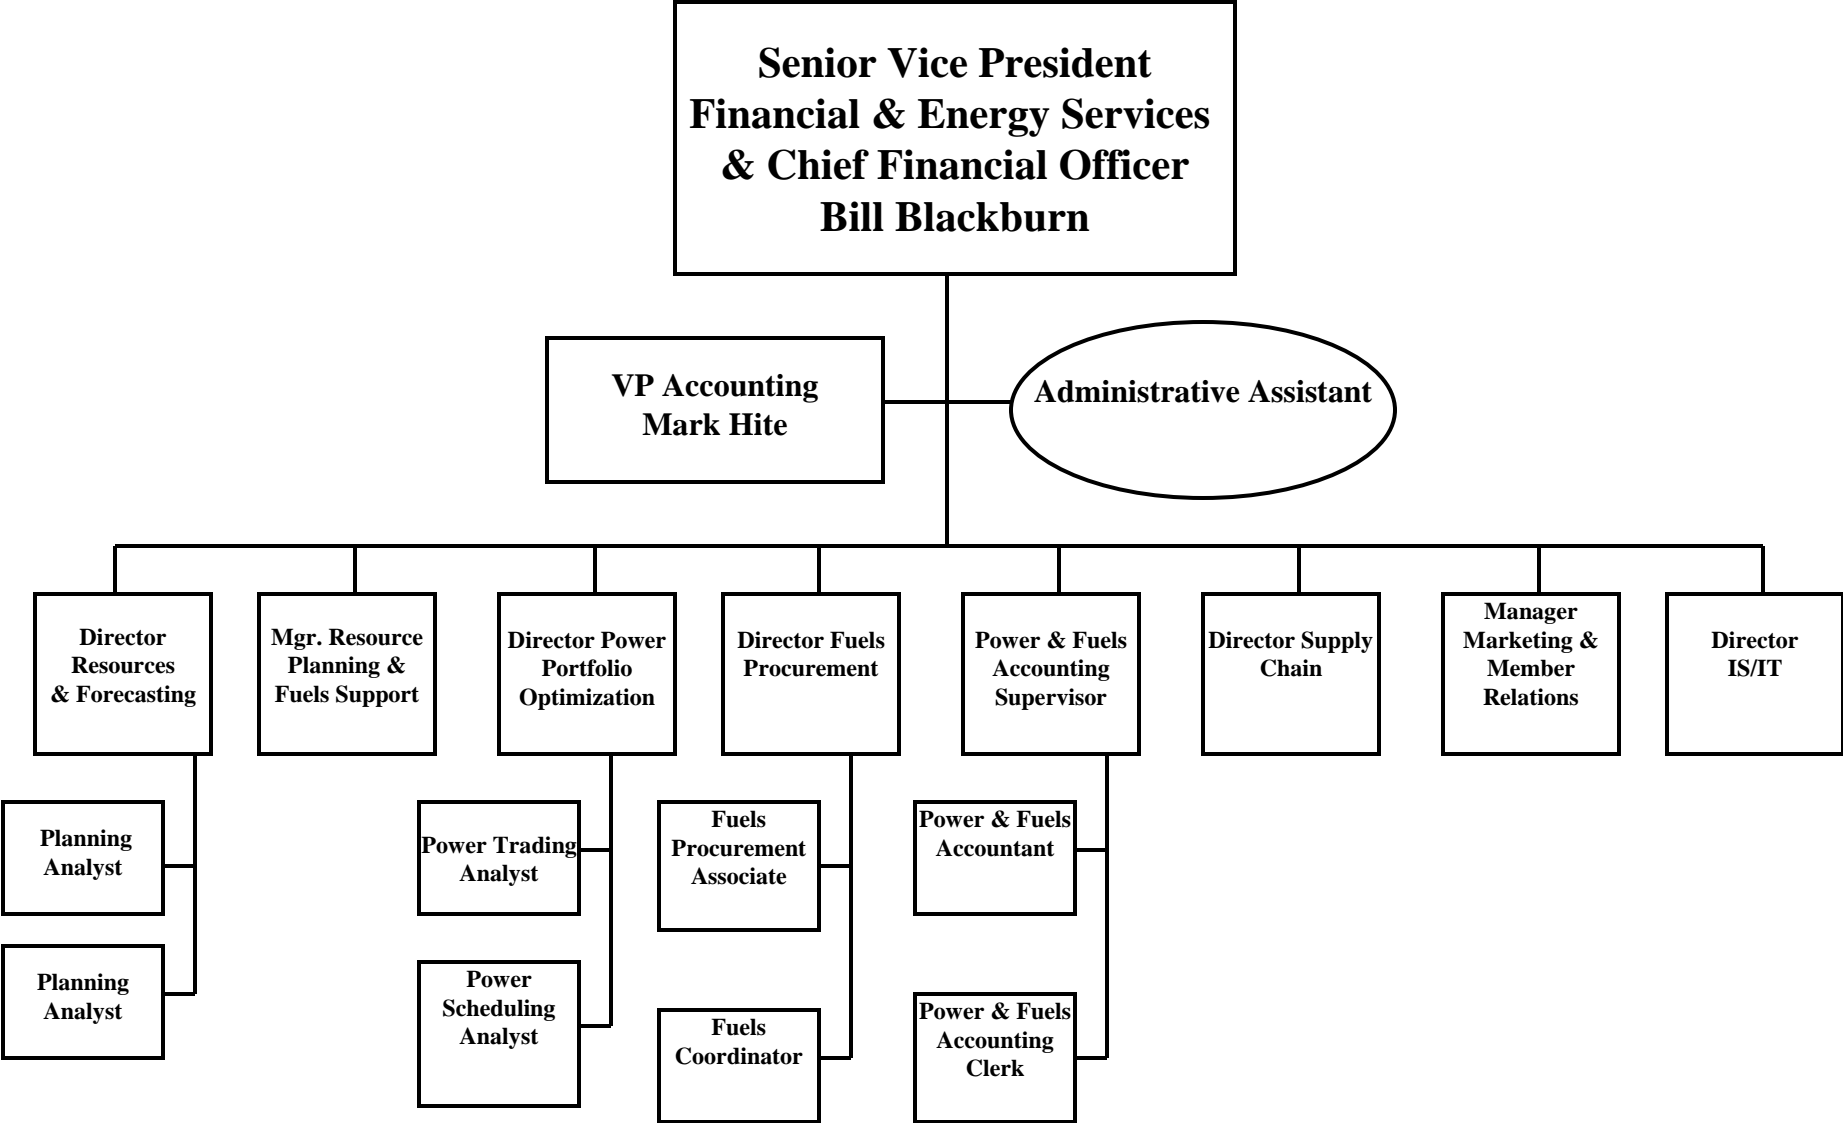 Senior Vice President
Financial & Energy Services
& Chief Financial Officer
Bill Blackburn
VP Accounting
Mark Hite
Administrative Assistant
Director
Resources
& Forecasting
Mgr. Resource
Planning &
Fuels Support
Director Power
Portfolio
Optimization
Director Fuels
Procurement
Power & Fuels
Accounting
Supervisor
Director Supply
Chain
Manager
Marketing &
Member
Relations
Director
IS/IT
Planning
Analyst
Power Trading
Analyst
Fuels
Procurement
Associate
Power & Fuels
Accountant
Planning
Analyst
Power
Scheduling
Analyst
Fuels
Coordinator
Power & Fuels
Accounting
Clerk